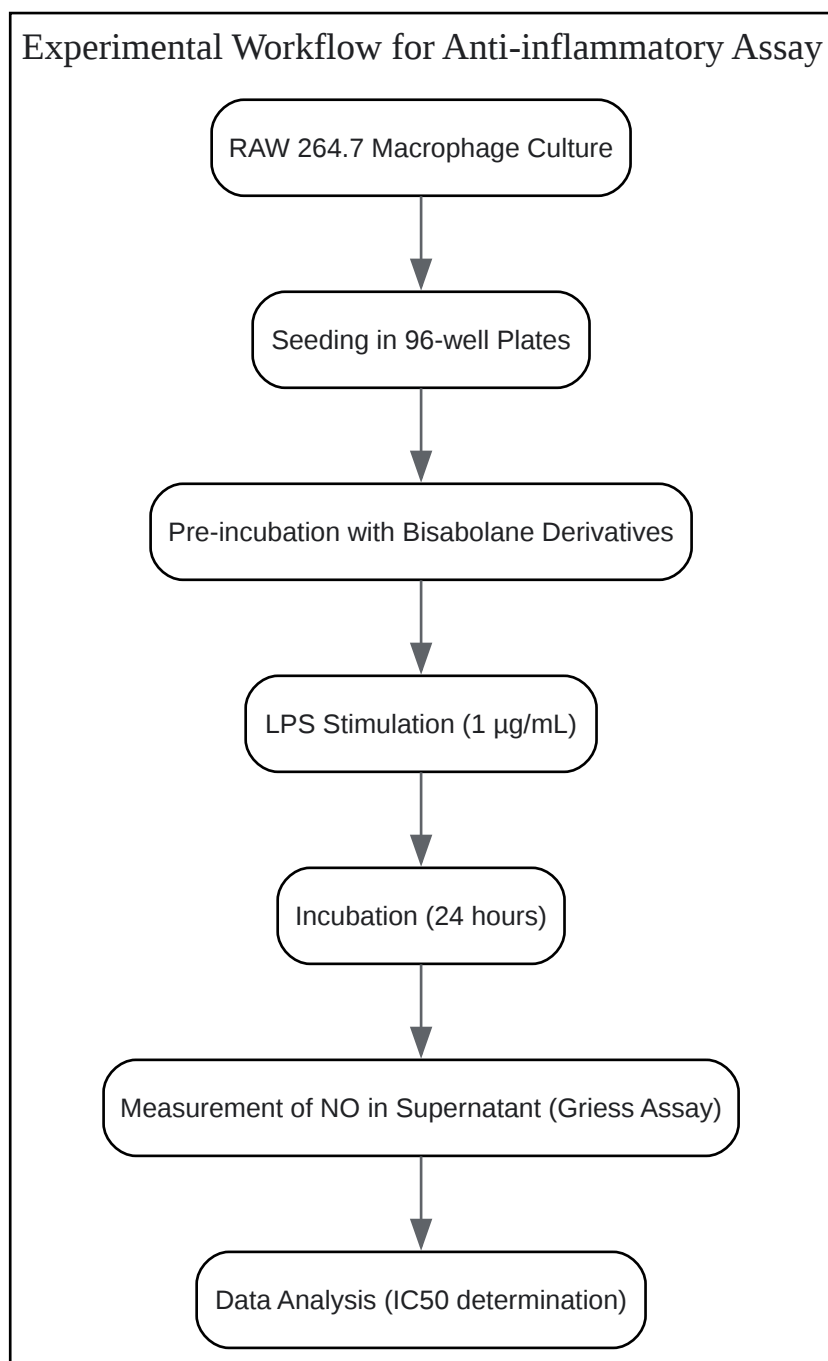 Experimental Workflow for Anti-inflammatory Assay
RAW 264.7 Macrophage Culture
Seeding in 96-well Plates
Pre-incubation with Bisabolane Derivatives
LPS Stimulation (1 µg/mL)
Incubation (24 hours)
Measurement of NO in Supernatant (Griess Assay)
Data Analysis (IC50 determination)